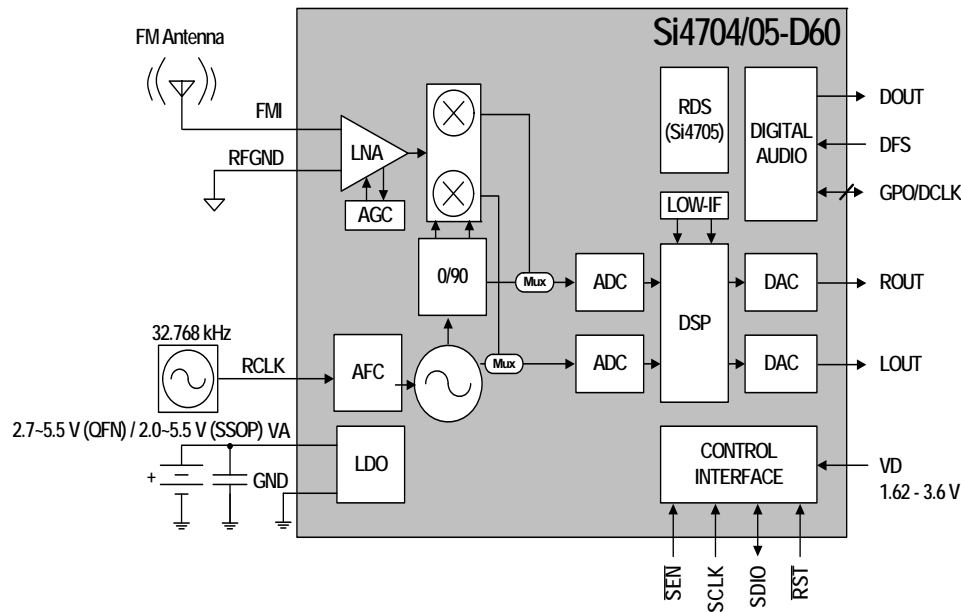 Si4704/05-D60
FM Antenna
FMI
RFGND
LNA
AGC
RDS
(Si4705)
DIGITAL
AUDIO
DOUT
DFS
GPO/DCLK
LOW-IF
0/90
Mux
ADC
DSP
DAC
ROUT
32.768 kHz
RCLK
AFC
Mux
ADC
DAC
LOUT
2.7~5.5 V (QFN) / 2.0~5.5 V (SSOP) VA
+
GND
LDO
CONTROL
INTERFACE
VD
1.62 - 3.6 V
SEN
SCLK
SDIO
RST